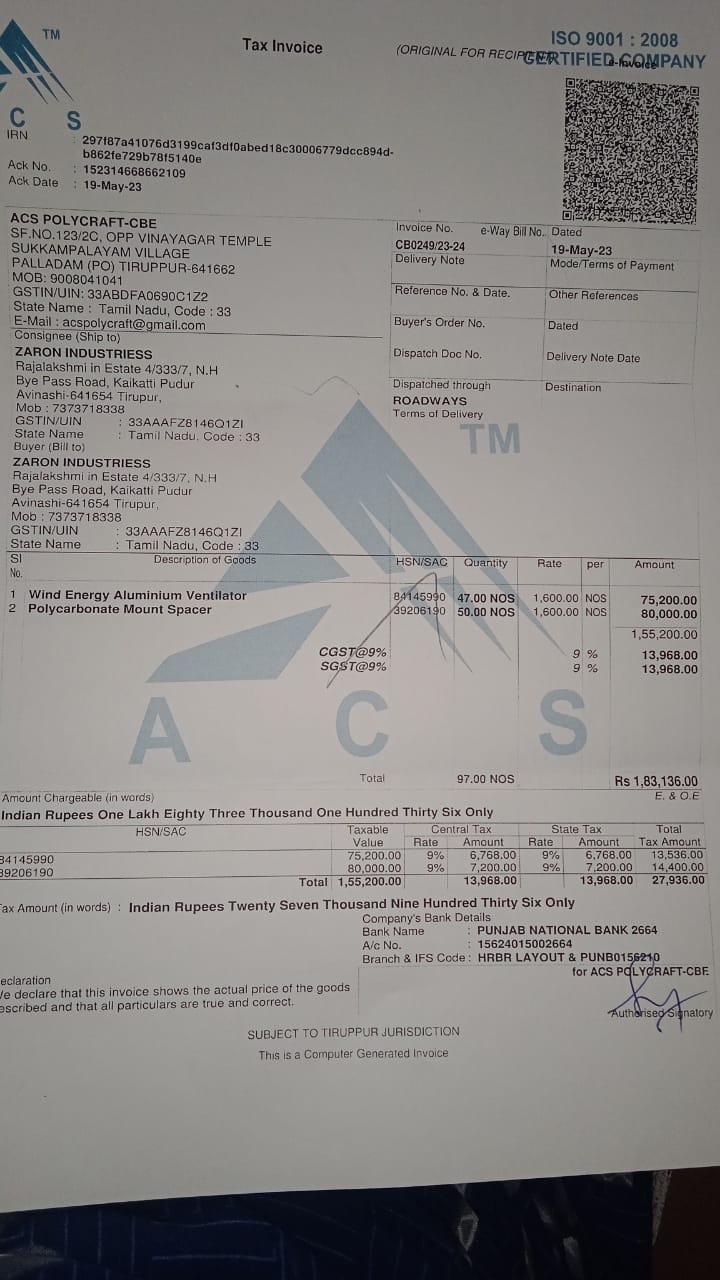 TM
Tax Invoice
(ORIGINAL FOR RECIPIENT)
ISO 9001 : 2008
CERTIFIED COMPANY
e-Invoice
C S
IRN : 297f87a41076d3199caf3df0abed18c30006779dcc894d-
b862fe729b78f5140e
Ack No. : 152314668662109
Ack Date : 19-May-23
ACS POLYCRAFT-CBE
SF.NO.123/2C, OPP VINAYAGAR TEMPLE
SUKKAMPALAYAM VILLAGE
PALLADAM (PO) TIRUPPUR-641662
MOB: 9008041041
GSTIN/UIN: 33ABDFA0690C1Z2
State Name : Tamil Nadu, Code : 33
E-Mail : acspolycraft@gmail.com
Invoice No. e-Way Bill No. Dated
CB0249/23-24 19-May-23
Delivery Note Mode/Terms of Payment
Reference No. & Date. Other References
Buyer's Order No. Dated
Dispatch Doc No. Delivery Note Date
Dispatched through Destination
ROADWAYS
Terms of Delivery
Consignee (Ship to)
ZARON INDUSTRIESS
Rajalakshmi in Estate 4/333/7, N.H
Bye Pass Road, Kaikatti Pudur
Avinashi-641654 Tirupur,
Mob : 7373718338
GSTIN/UIN : 33AAAFZ8146Q1ZI
State Name : Tamil Nadu, Code : 33
Buyer (Bill to)
ZARON INDUSTRIESS
Rajalakshmi in Estate 4/333/7, N.H
Bye Pass Road, Kaikatti Pudur
Avinashi-641654 Tirupur,
Mob : 7373718338
GSTIN/UIN : 33AAAFZ8146Q1ZI
State Name : Tamil Nadu, Code : 33
TM
SI No. Description of Goods HSN/SAC Quantity Rate per Amount
1 Wind Energy Aluminium Ventilator 84145990 47.00 NOS 1,600.00 NOS 75,200.00
2 Polycarbonate Mount Spacer 39206190 50.00 NOS 1,600.00 NOS 80,000.00
1,55,200.00
CGST@9% 9 % 13,968.00
SGST@9% 9 % 13,968.00
A C S
Total 97.00 NOS Rs 1,83,136.00
Amount Chargeable (in words) E. & O.E
Indian Rupees One Lakh Eighty Three Thousand One Hundred Thirty Six Only
HSN/SAC Taxable Central Tax State Tax Total
Value Rate Amount Rate Amount Tax Amount
84145990 75,200.00 9% 6,768.00 9% 6,768.00 13,536.00
39206190 80,000.00 9% 7,200.00 9% 7,200.00 14,400.00
Total 1,55,200.00 13,968.00 13,968.00 27,936.00
Tax Amount (in words) : Indian Rupees Twenty Seven Thousand Nine Hundred Thirty Six Only
Company's Bank Details
Bank Name : PUNJAB NATIONAL BANK 2664
A/c No. : 15624015002664
Branch & IFS Code : HRBR LAYOUT & PUNB0156210
for ACS POLYCRAFT-CBE
eclaration
We declare that this invoice shows the actual price of the goods
escribed and that all particulars are true and correct.
Authorised Signatory
SUBJECT TO TIRUPPUR JURISDICTION
This is a Computer Generated Invoice